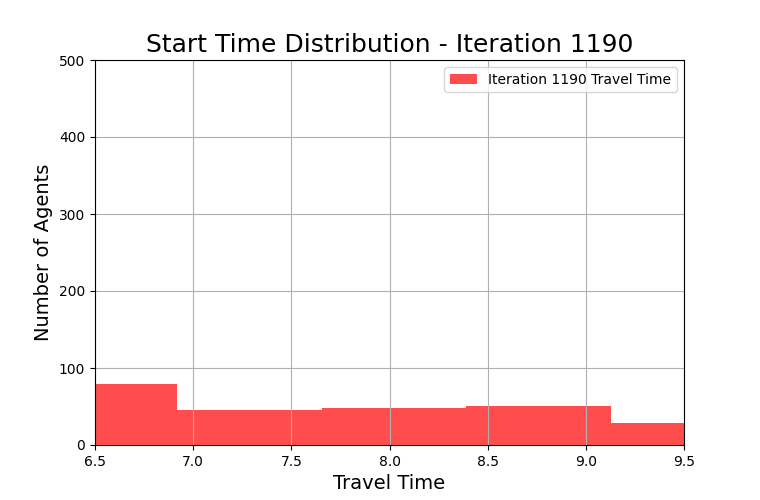 Start Time Distribution - Iteration 1190
Iteration 1190 Travel Time
Number of Agents
500
400
300
200
100
0
6.5 7.0 7.5 8.0 8.5 9.0 9.5
Travel Time